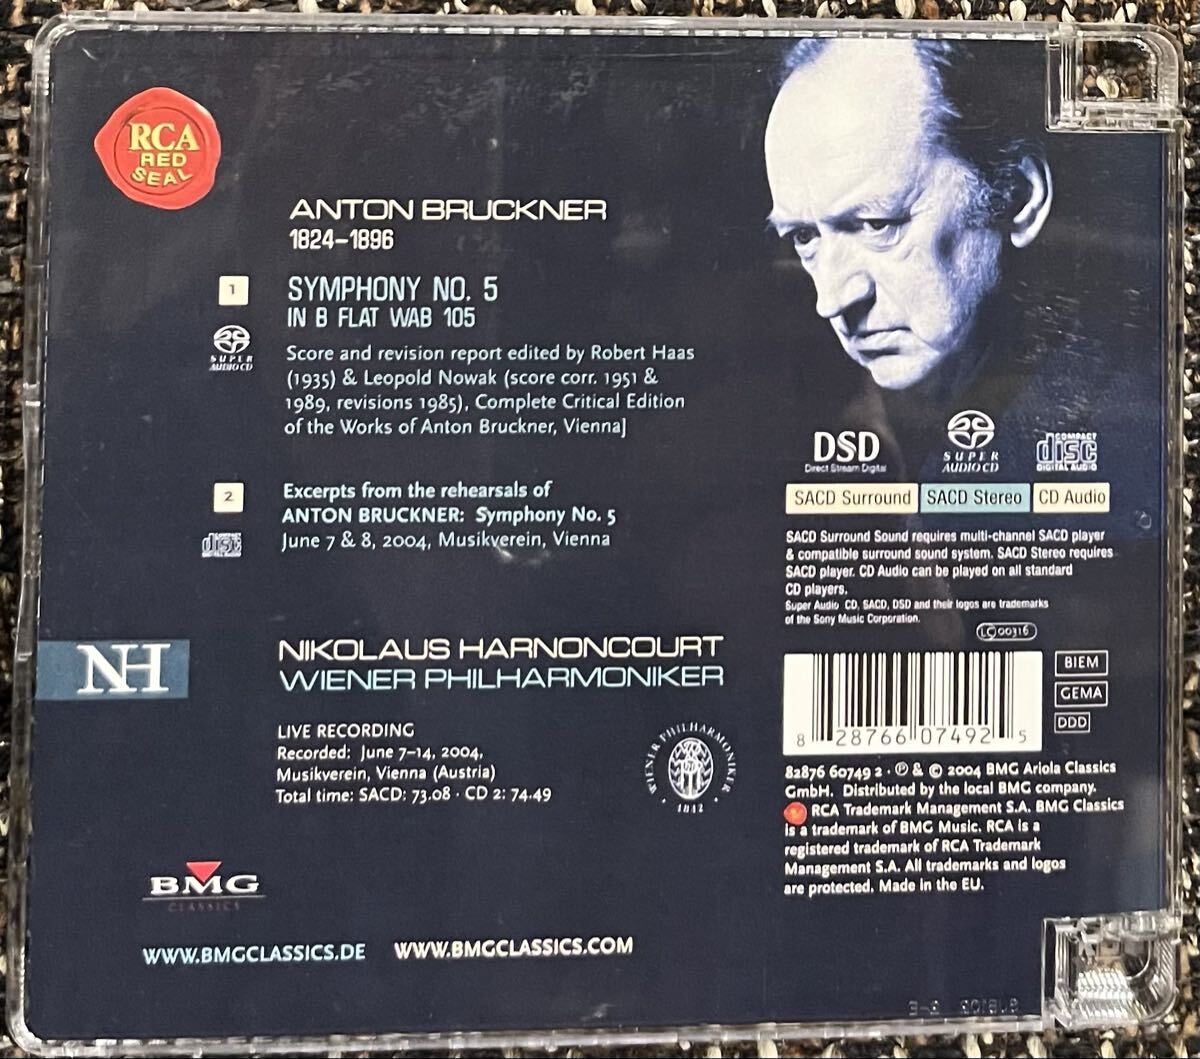 RCA
RED
SEAL
ANTON BRUCKNER
1824–1896
1
SYMPHONY NO. 5
IN B FLAT WAB 105
SUPER
AUDIO CD
Score and revision report edited by Robert Haas
(1935) & Leopold Nowak (score corr. 1951 &
1989, revisions 1985), Complete Critical Edition
of the Works of Anton Bruckner, Vienna]
2
Excerpts from the rehearsals of
ANTON BRUCKNER: Symphony No. 5
June 7 & 8, 2004, Musikverein, Vienna
disc
NH
NIKOLAUS HARNONCOURT
WIENER PHILHARMONIKER
LIVE RECORDING
Recorded: June 7–14, 2004,
Musikverein, Vienna (Austria)
Total time: SACD: 73.08 · CD 2: 74.49
WIENER PHILHARMONIKER
1842
BMG
CLASSICS
WWW.BMGCLASSICS.DE WWW.BMGCLASSICS.COM
DSD
Direct Stream Digital
SUPER
AUDIO CD
COMPACT
disc
DIGITAL AUDIO
SACD Surround SACD Stereo CD Audio
SACD Surround Sound requires multi-channel SACD player
& compatible surround sound system. SACD Stereo requires
SACD player. CD Audio can be played on all standard
CD players.
Super Audio CD, SACD, DSD and their logos are trademarks
of the Sony Music Corporation.
LC 00316
BIEM
GEMA
DDD
8 28766 07492 5
82876 60749 2 · ℗ & © 2004 BMG Ariola Classics
GmbH. Distributed by the local BMG company.
RCA Trademark Management S.A. BMG Classics
is a trademark of BMG Music. RCA is a
registered trademark of RCA Trademark
Management S.A. All trademarks and logos
are protected. Made in the EU.